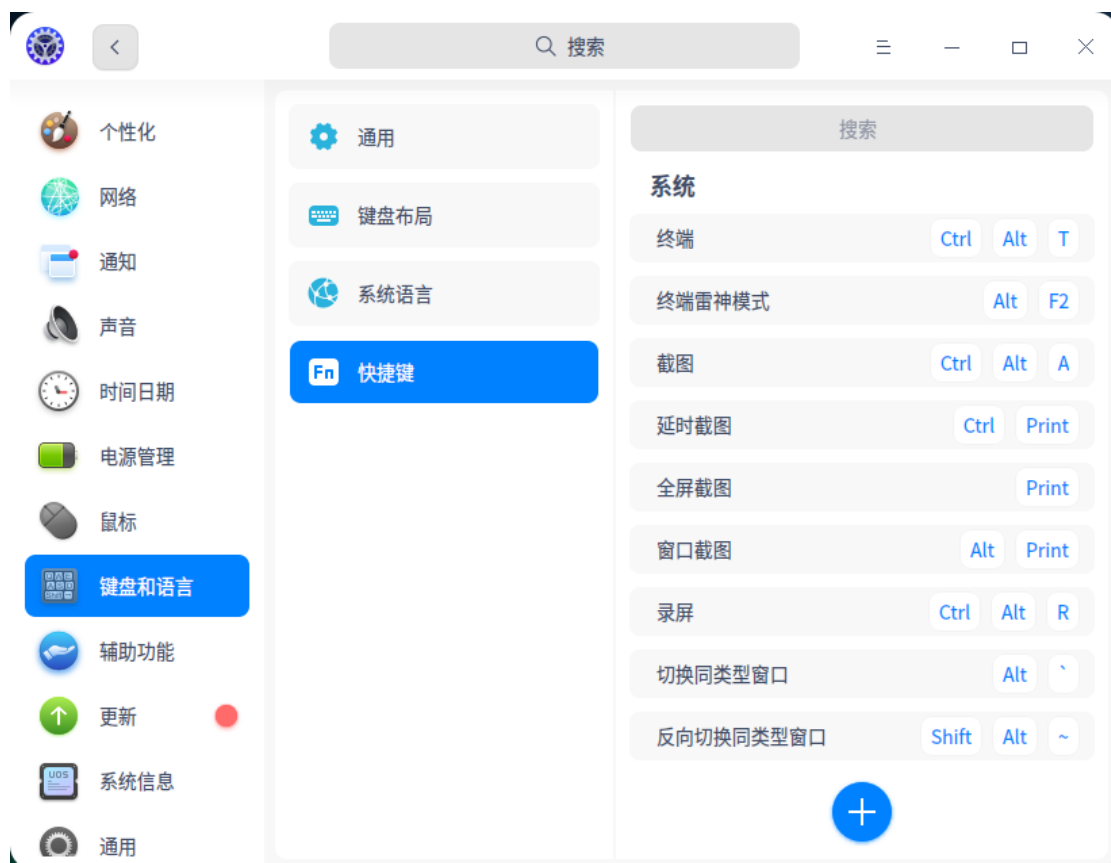 搜索
个性化
网络
通知
声音
时间日期
电源管理
鼠标
键盘和语言
辅助功能
更新
UOS
系统信息
通用
通用
键盘布局
系统语言
Fn 快捷键
搜索
系统
终端 Ctrl Alt T
终端雷神模式 Alt F2
截图 Ctrl Alt A
延时截图 Ctrl Print
全屏截图 Print
窗口截图 Alt Print
录屏 Ctrl Alt R
切换同类型窗口 Alt `
反向切换同类型窗口 Shift Alt ~